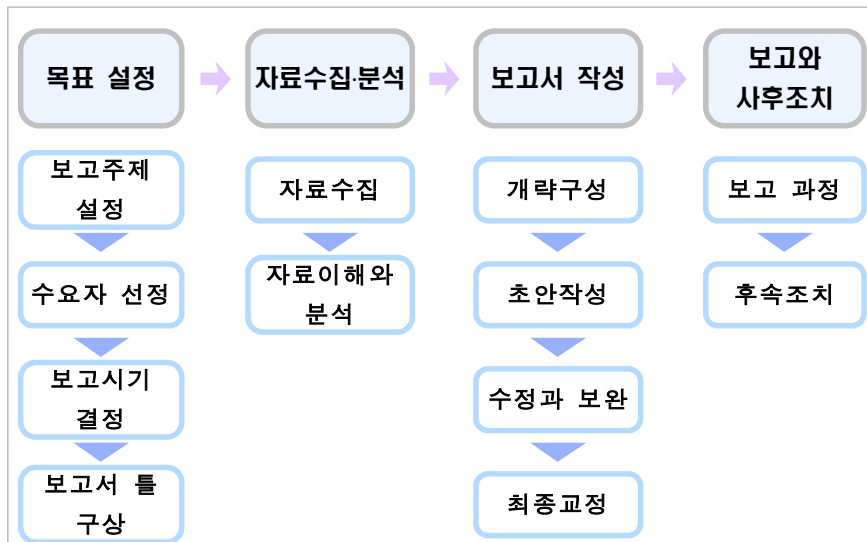 목표 설정
자료수집·분석
보고서 작성
보고와
사후조치
보고주제
설정
수요자 선정
보고시기
결정
보고서 틀
구상
자료수집
자료이해와
분석
개략구성
초안작성
수정과 보완
최종교정
보고 과정
후속조치